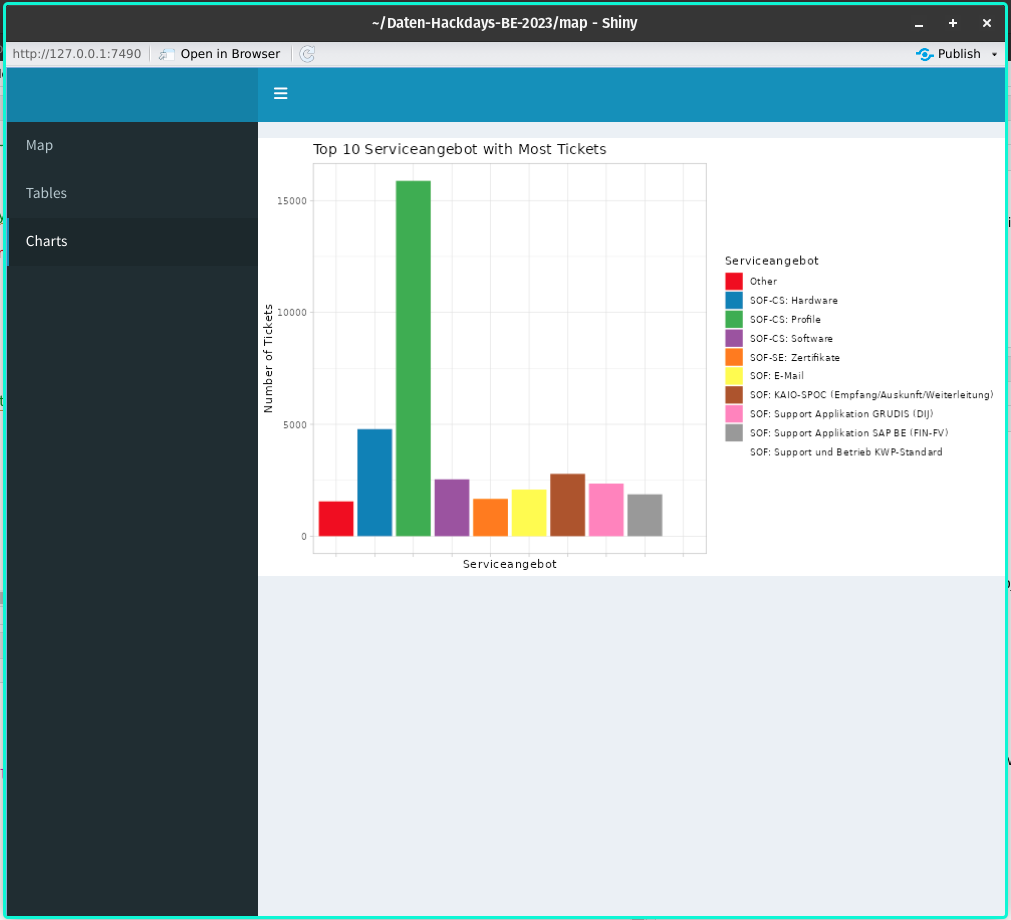 ~/Daten-Hackdays-BE-2023/map - Shiny
http://127.0.0.1:7490 Open in Browser Publish
Map
Tables
Charts
Top 10 Serviceangebot with Most Tickets
15000
10000
5000
0
Number of Tickets
Serviceangebot
Serviceangebot
Other
SOF-CS: Hardware
SOF-CS: Profile
SOF-CS: Software
SOF-SE: Zertifikate
SOF: E-Mail
SOF: KAIO-SPOC (Empfang/Auskunft/Weiterleitung)
SOF: Support Applikation GRUDIS (DIJ)
SOF: Support Applikation SAP BE (FIN-FV)
SOF: Support und Betrieb KWP-Standard